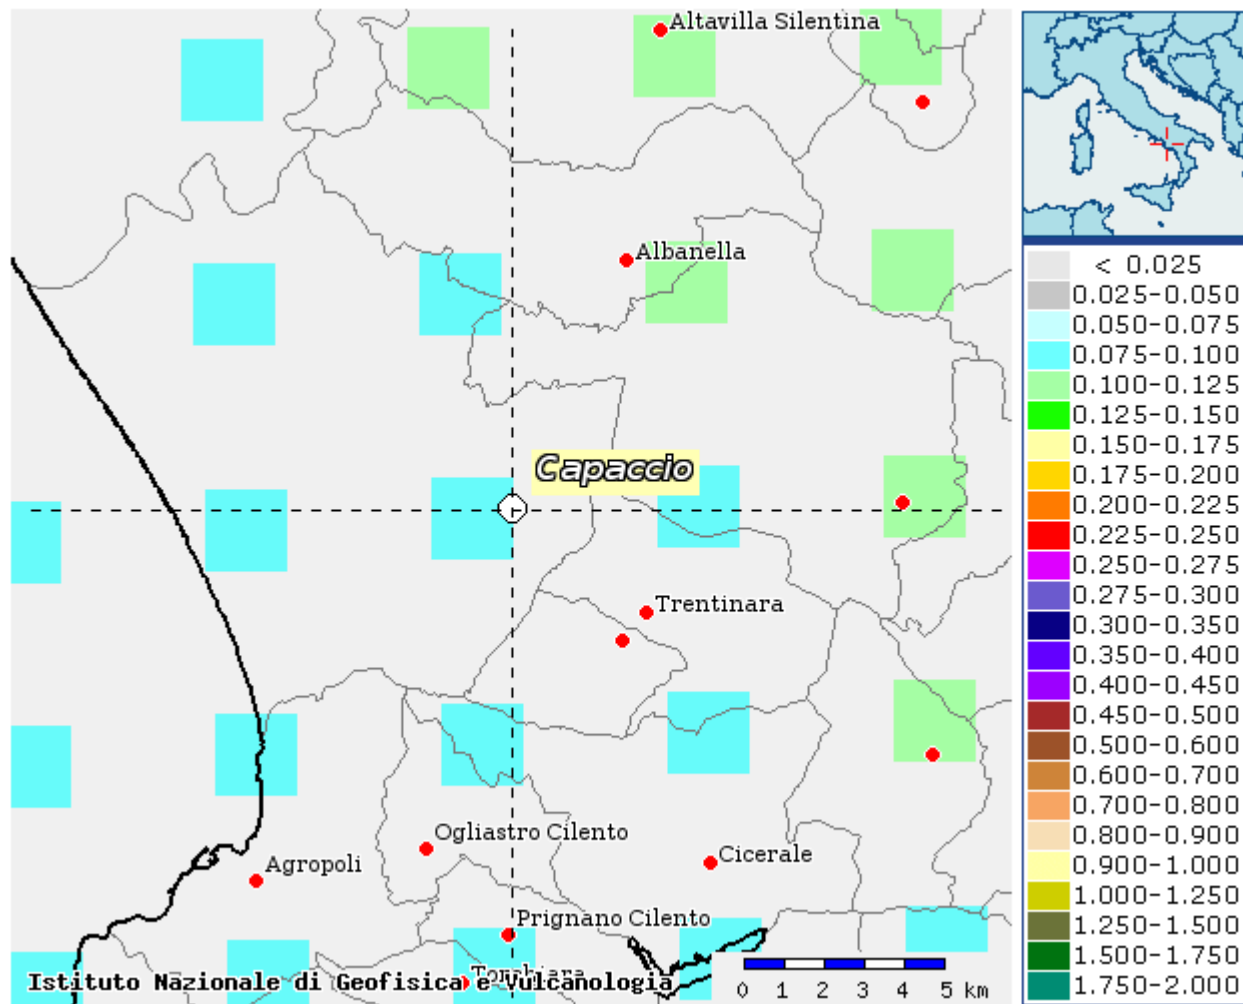 Altavilla Silentina
Albanella
Capaccio
Trentinara
Ogliastro Cilento
Agropoli
Cicerale
Prignano Cilento
Torchiara
Istituto Nazionale di Geofisica e Vulcanologia
0 1 2 3 4 5 km
< 0.025
0.025-0.050
0.050-0.075
0.075-0.100
0.100-0.125
0.125-0.150
0.150-0.175
0.175-0.200
0.200-0.225
0.225-0.250
0.250-0.275
0.275-0.300
0.300-0.350
0.350-0.400
0.400-0.450
0.450-0.500
0.500-0.600
0.600-0.700
0.700-0.800
0.800-0.900
0.900-1.000
1.000-1.250
1.250-1.500
1.500-1.750
1.750-2.000